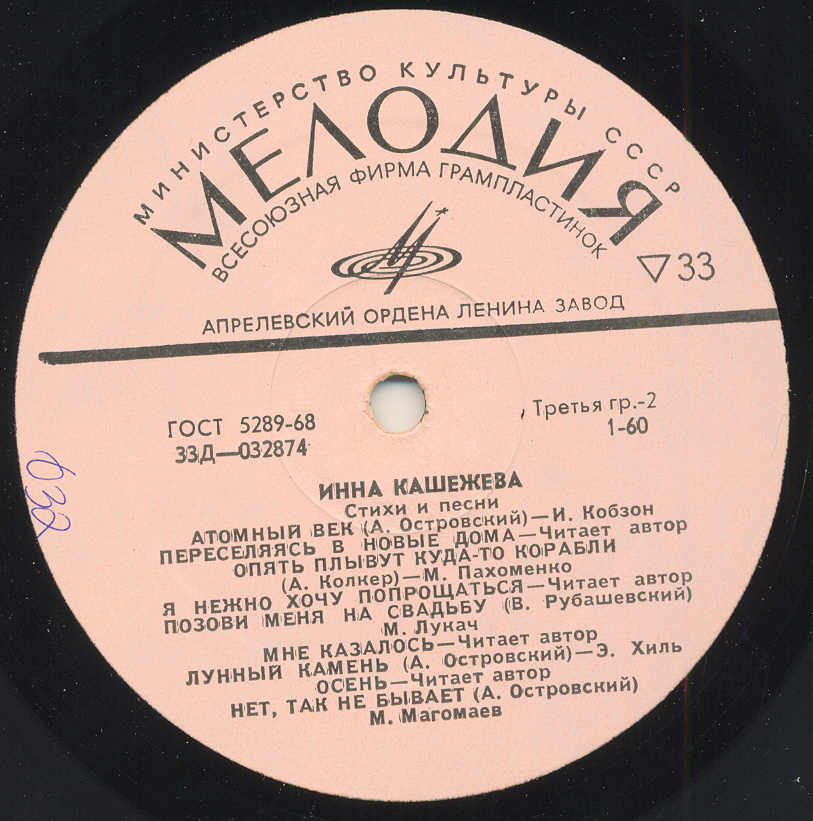 МИНИСТЕРСТВО КУЛЬТУРЫ СССР
МЕЛОДИЯ
ВСЕСОЮЗНАЯ ФИРМА ГРАМПЛАСТИНОК
33
АПРЕЛЕВСКИЙ ОРДЕНА ЛЕНИНА ЗАВОД
ГОСТ 5289-68
Третья гр.-2
33Д—032874
1-60
032
ИННА КАШЕЖЕВА
Стихи и песни
АТОМНЫЙ ВЕК (А. Островский)—И. Кобзон
ПЕРЕСЕЛЯЯСЬ В НОВЫЕ ДОМА—Читает автор
ОПЯТЬ ПЛЫВУТ КУДА-ТО КОРАБЛИ
(А. Колкер)—М. Пахоменко
Я НЕЖНО ХОЧУ ПОПРОЩАТЬСЯ—Читает автор
ПОЗОВИ МЕНЯ НА СВАДЬБУ (В. Рубашевский)
М. Лукач
МНЕ КАЗАЛОСЬ—Читает автор
ЛУННЫЙ КАМЕНЬ (А. Островский)—Э. Хиль
ОСЕНЬ—Читает автор
НЕТ, ТАК НЕ БЫВАЕТ (А. Островский)
М. Магомаев